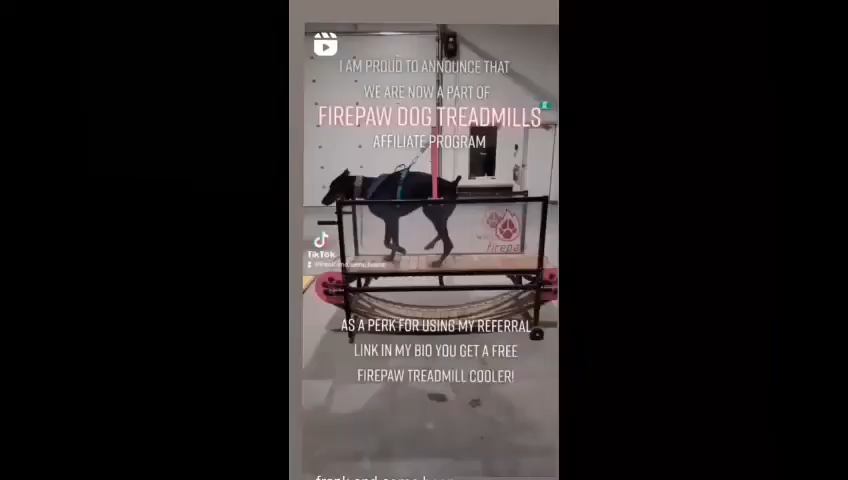 I AM PROUD TO ANNOUNCE THAT
WE ARE NOW A PART OF
FIREPAW DOG TREADMILLS
AFFILIATE PROGRAM
firepaw
TikTok
AS A PERK FOR USING MY REFERRAL
LINK IN MY BIO YOU GET A FREE
FIREPAW TREADMILL COOLER!